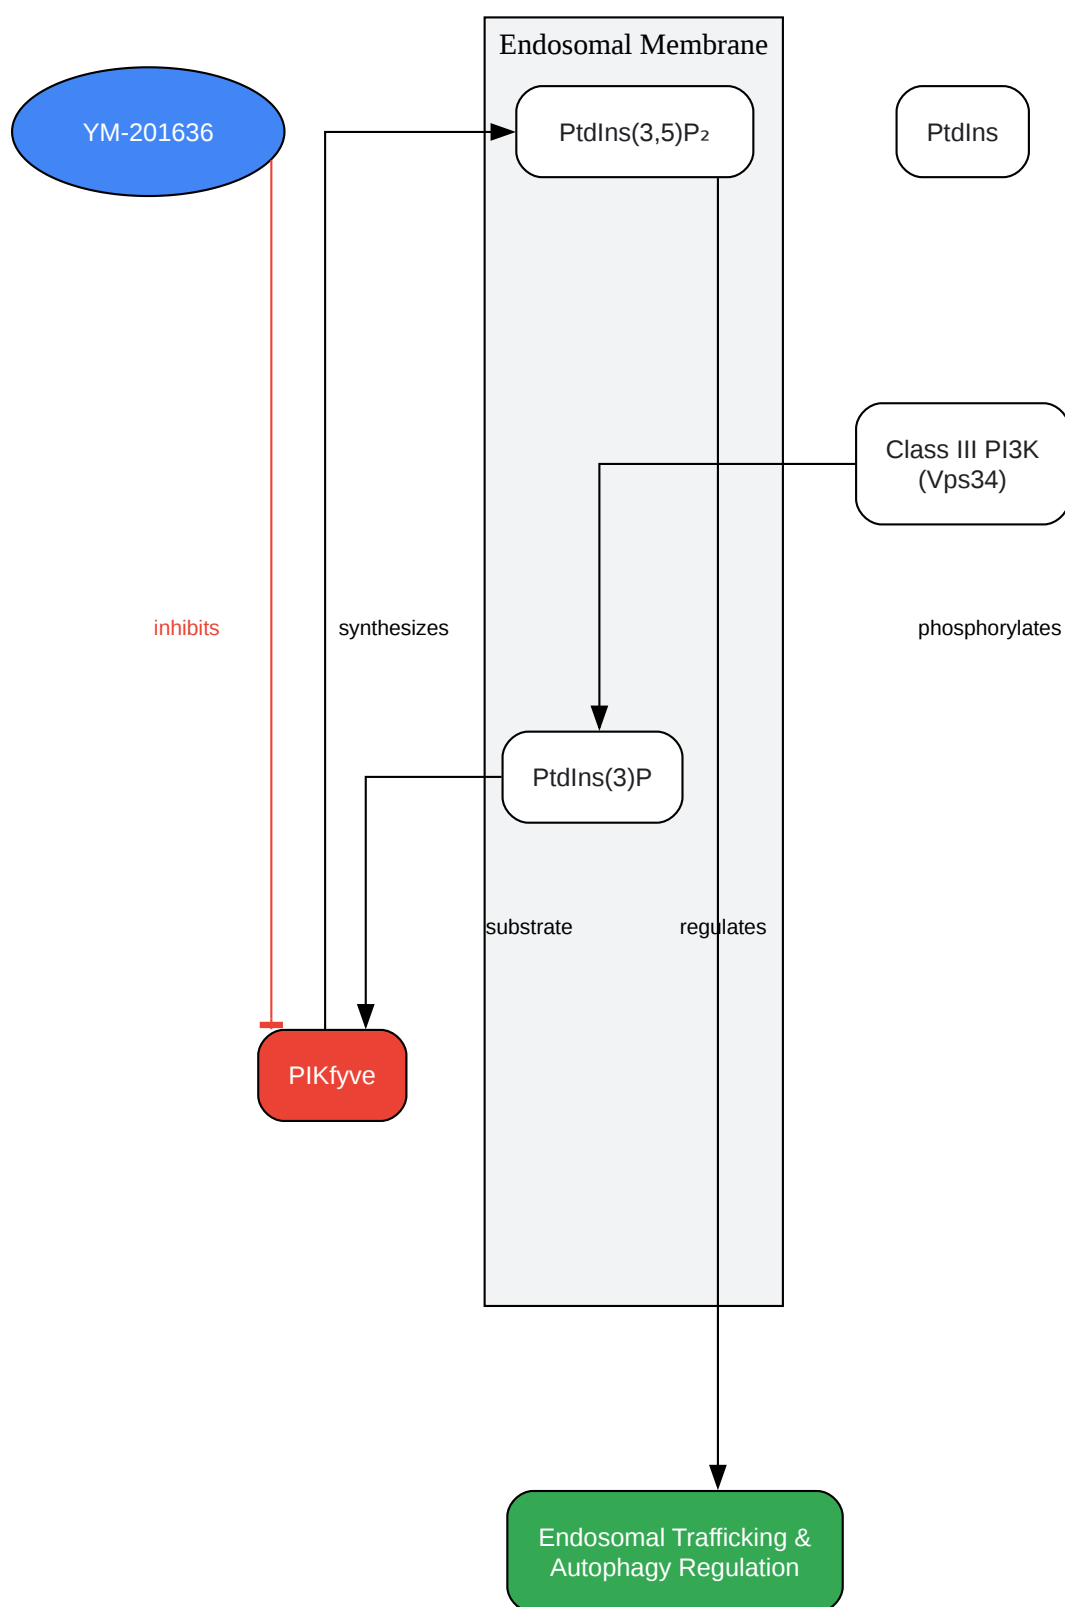 Endosomal Membrane
YM-201636
PtdIns(3,5)P₂
PtdIns
Class III PI3K
(Vps34)
inhibits
synthesizes
phosphorylates
PtdIns(3)P
substrate
regulates
PIKfyve
Endosomal Trafficking &
Autophagy Regulation